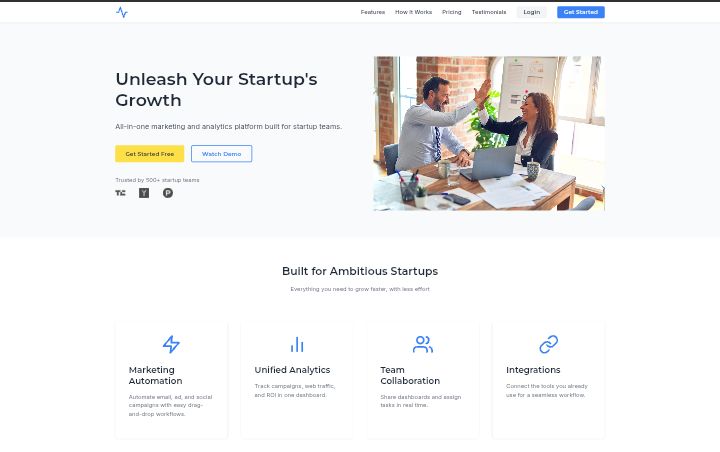 Features How It Works Pricing Testimonials Login Get Started
Unleash Your Startup's
Growth
All-in-one marketing and analytics platform built for startup teams.
Get Started Free Watch Demo
Trusted by 500+ startup teams
Built for Ambitious Startups
Everything you need to grow faster, with less effort
Marketing
Automation
Automate email, ad, and social
campaigns with easy drag-
and-drop workflows.
Unified Analytics
Track campaigns, web traffic,
and ROI in one dashboard.
Team
Collaboration
Share dashboards and assign
tasks in real time.
Integrations
Connect the tools you already
use for a seamless workflow.